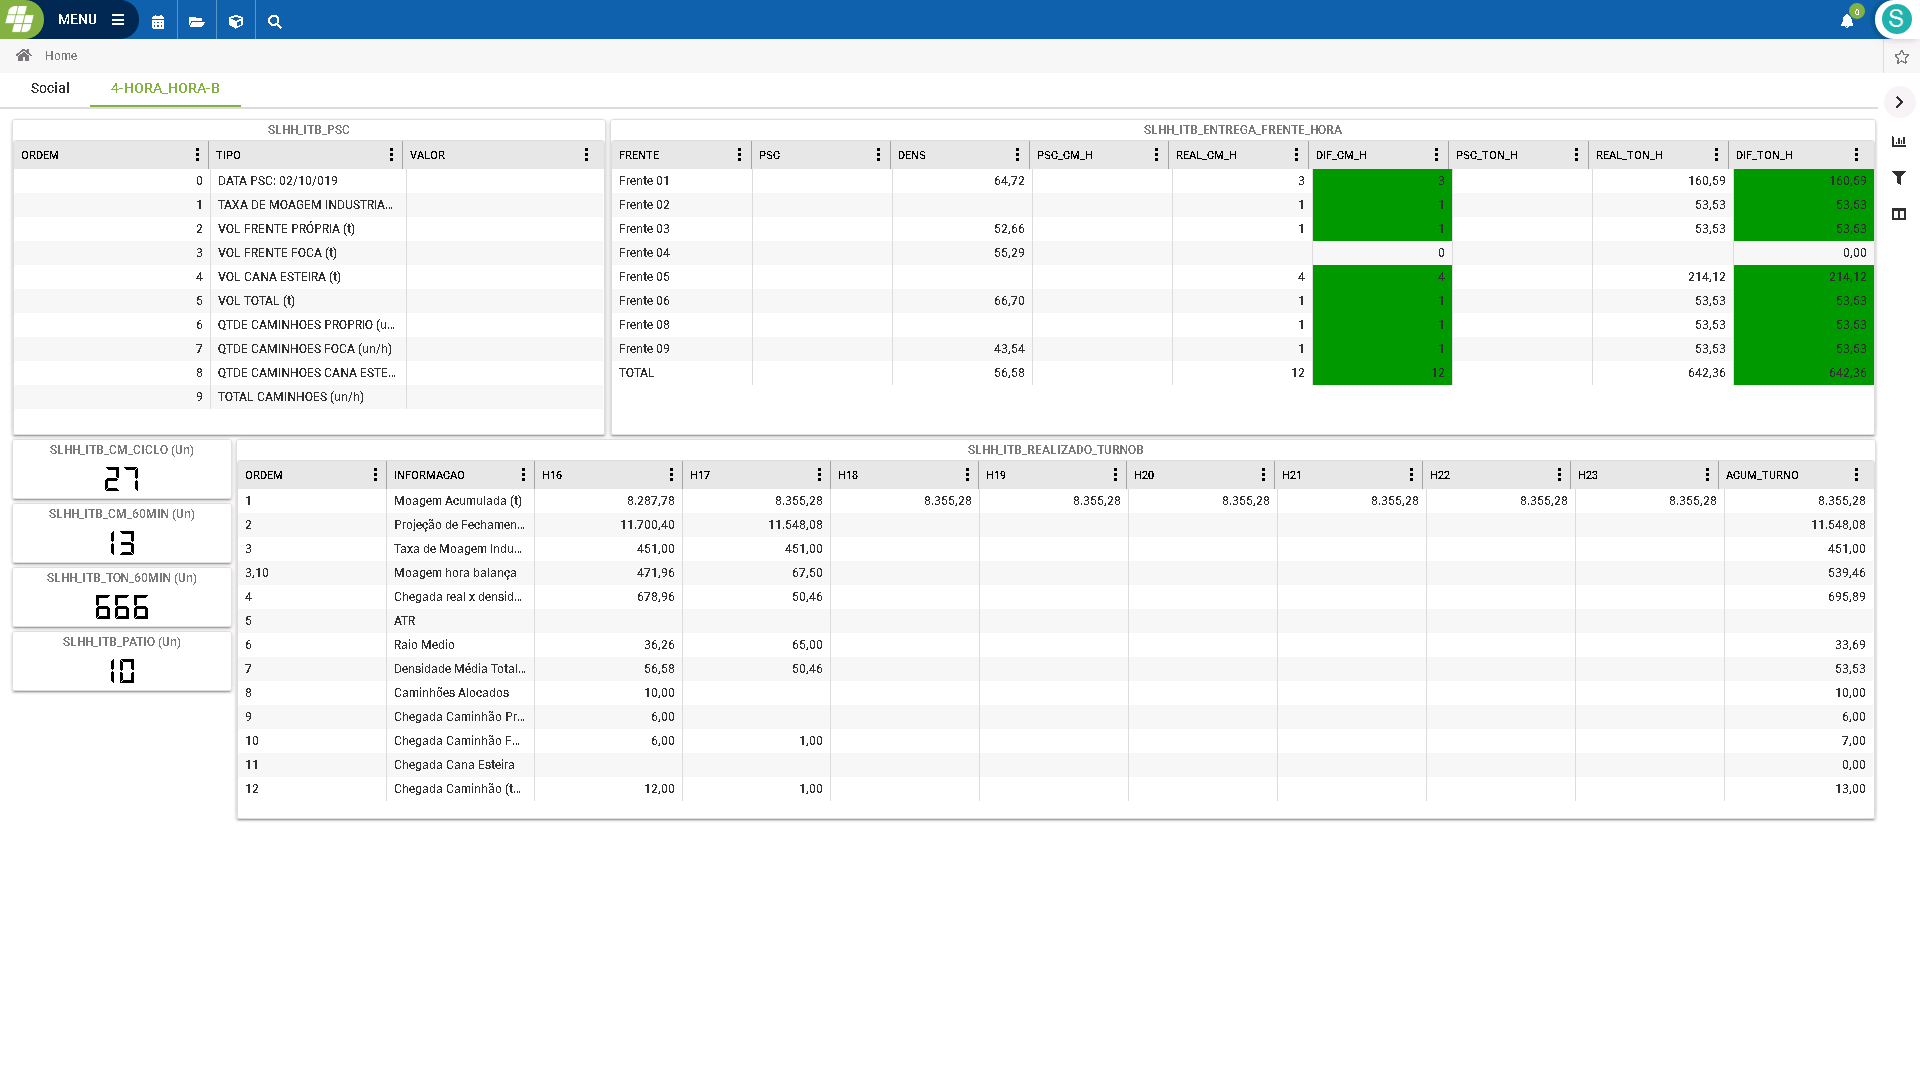 MENU
0
S
Home
Social 4-HORA_HORA-B
SLHH_ITB_PSC
ORDEM TIPO VALOR
0 DATA PSC: 02/10/019
1 TAXA DE MOAGEM INDUSTRIA...
2 VOL FRENTE PRÓPRIA (t)
3 VOL FRENTE FOCA (t)
4 VOL CANA ESTEIRA (t)
5 VOL TOTAL (t)
6 QTDE CAMINHOES PROPRIO (u...
7 QTDE CAMINHOES FOCA (un/h)
8 QTDE CAMINHOES CANA ESTE...
9 TOTAL CAMINHOES (un/h)
SLHH_ITB_ENTREGA_FRENTE_HORA
FRENTE PSC DENS PSC_CM_H REAL_CM_H DIF_CM_H PSC_TON_H REAL_TON_H DIF_TON_H
Frente 01 64,72 3 3 160,59 160,59
Frente 02 1 1 53,53 53,53
Frente 03 52,66 1 1 53,53 53,53
Frente 04 55,29 0 0,00
Frente 05 4 4 214,12 214,12
Frente 06 66,70 1 1 53,53 53,53
Frente 08 1 1 53,53 53,53
Frente 09 43,54 1 1 53,53 53,53
TOTAL 56,58 12 12 642,36 642,36
SLHH_ITB_CM_CICLO (Un)
27
SLHH_ITB_CM_60MIN (Un)
13
SLHH_ITB_TON_60MIN (Un)
666
SLHH_ITB_PATIO (Un)
10
SLHH_ITB_REALIZADO_TURNOB
ORDEM INFORMACAO H16 H17 H18 H19 H20 H21 H22 H23 ACUM_TURNO
1 Moagem Acumulada (t) 8.287,78 8.355,28 8.355,28 8.355,28 8.355,28 8.355,28 8.355,28 8.355,28 8.355,28
2 Projeção de Fechamen... 11.700,40 11.548,08 11.548,08
3 Taxa de Moagem Indu... 451,00 451,00 451,00
3,10 Moagem hora balança 471,96 67,50 539,46
4 Chegada real x densid... 678,96 50,46 695,89
5 ATR
6 Raio Medio 36,26 65,00 33,69
7 Densidade Média Total... 56,58 50,46 53,53
8 Caminhões Alocados 10,00 10,00
9 Chegada Caminhão Pr... 6,00 6,00
10 Chegada Caminhão F... 6,00 1,00 7,00
11 Chegada Cana Esteira 0,00
12 Chegada Caminhão (t... 12,00 1,00 13,00